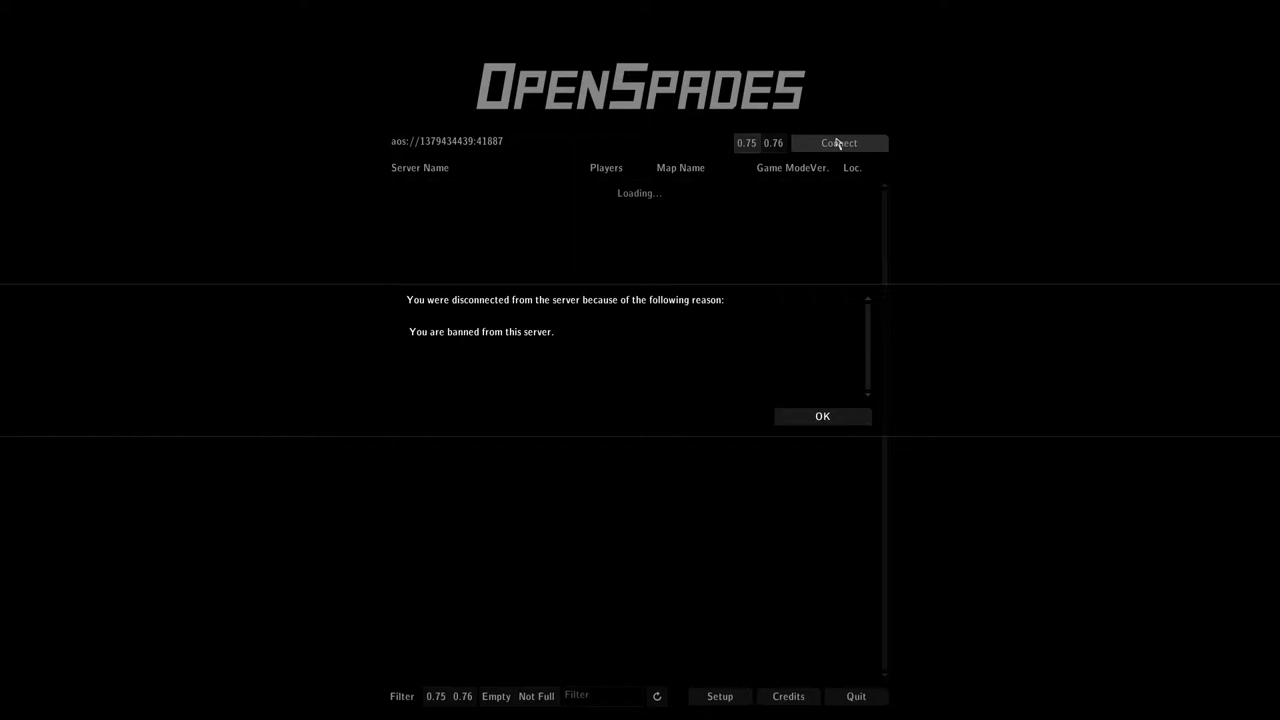 OPENSPADES
aos://1379434439:41887
0.75 0.76 Connect
Server Name Players Map Name Game Mode Ver. Loc.
Loading...
You were disconnected from the server because of the following reason:
You are banned from this server.
OK
Filter 0.75 0.76 Empty Not Full Filter Setup Credits Quit